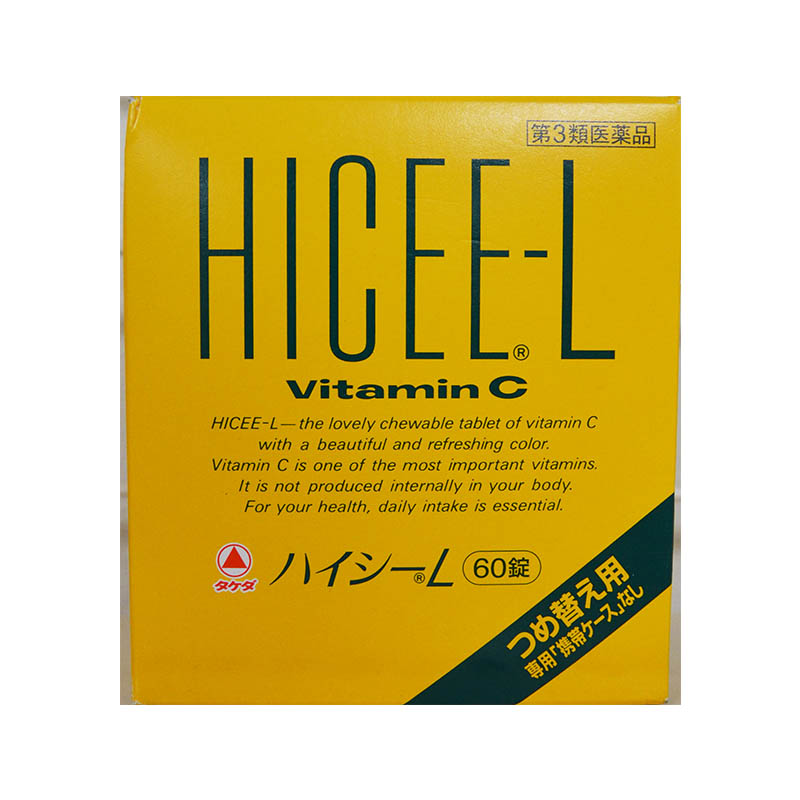 第3類医薬品
HICEE-L®
Vitamin C
HICEE-L—the lovely chewable tablet of vitamin C
with a beautiful and refreshing color.
Vitamin C is one of the most important vitamins.
It is not produced internally in your body.
For your health, daily intake is essential.
タケダ
ハイシーL® 60錠
つめ替え用
専用「携帯ケース」なし